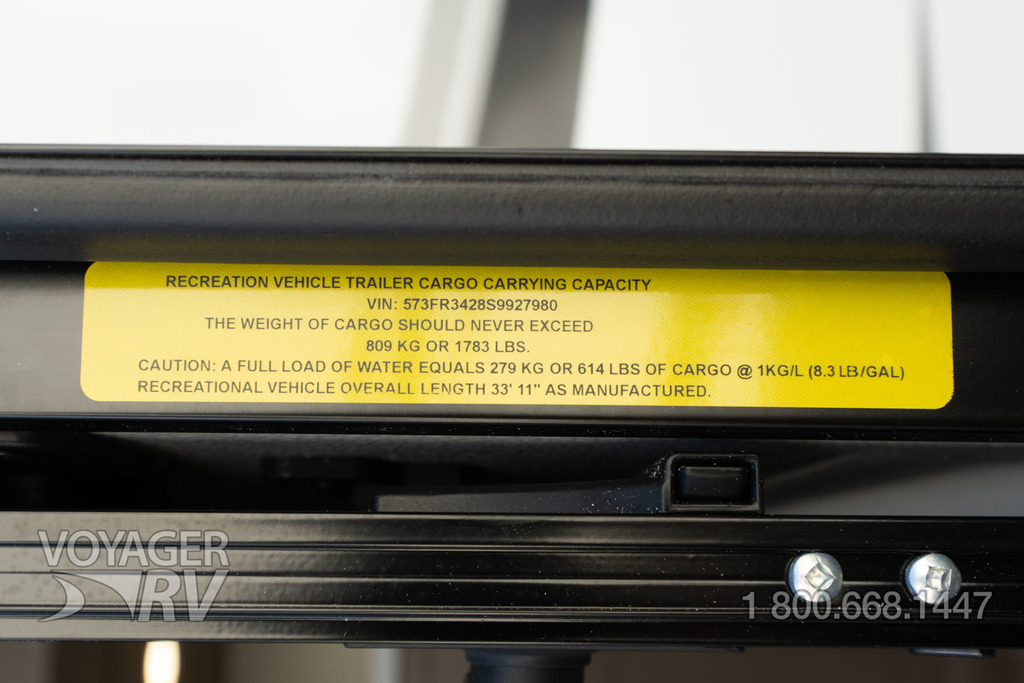 RECREATION VEHICLE TRAILER CARGO CARRYING CAPACITY
VIN: 573FR3428S9927980
THE WEIGHT OF CARGO SHOULD NEVER EXCEED
809 KG OR 1783 LBS.
CAUTION: A FULL LOAD OF WATER EQUALS 279 KG OR 614 LBS OF CARGO @ 1KG/L (8.3 LB/GAL)
RECREATIONAL VEHICLE OVERALL LENGTH 33' 11" AS MANUFACTURED.
VOYAGER
RV
1 800.668.1447